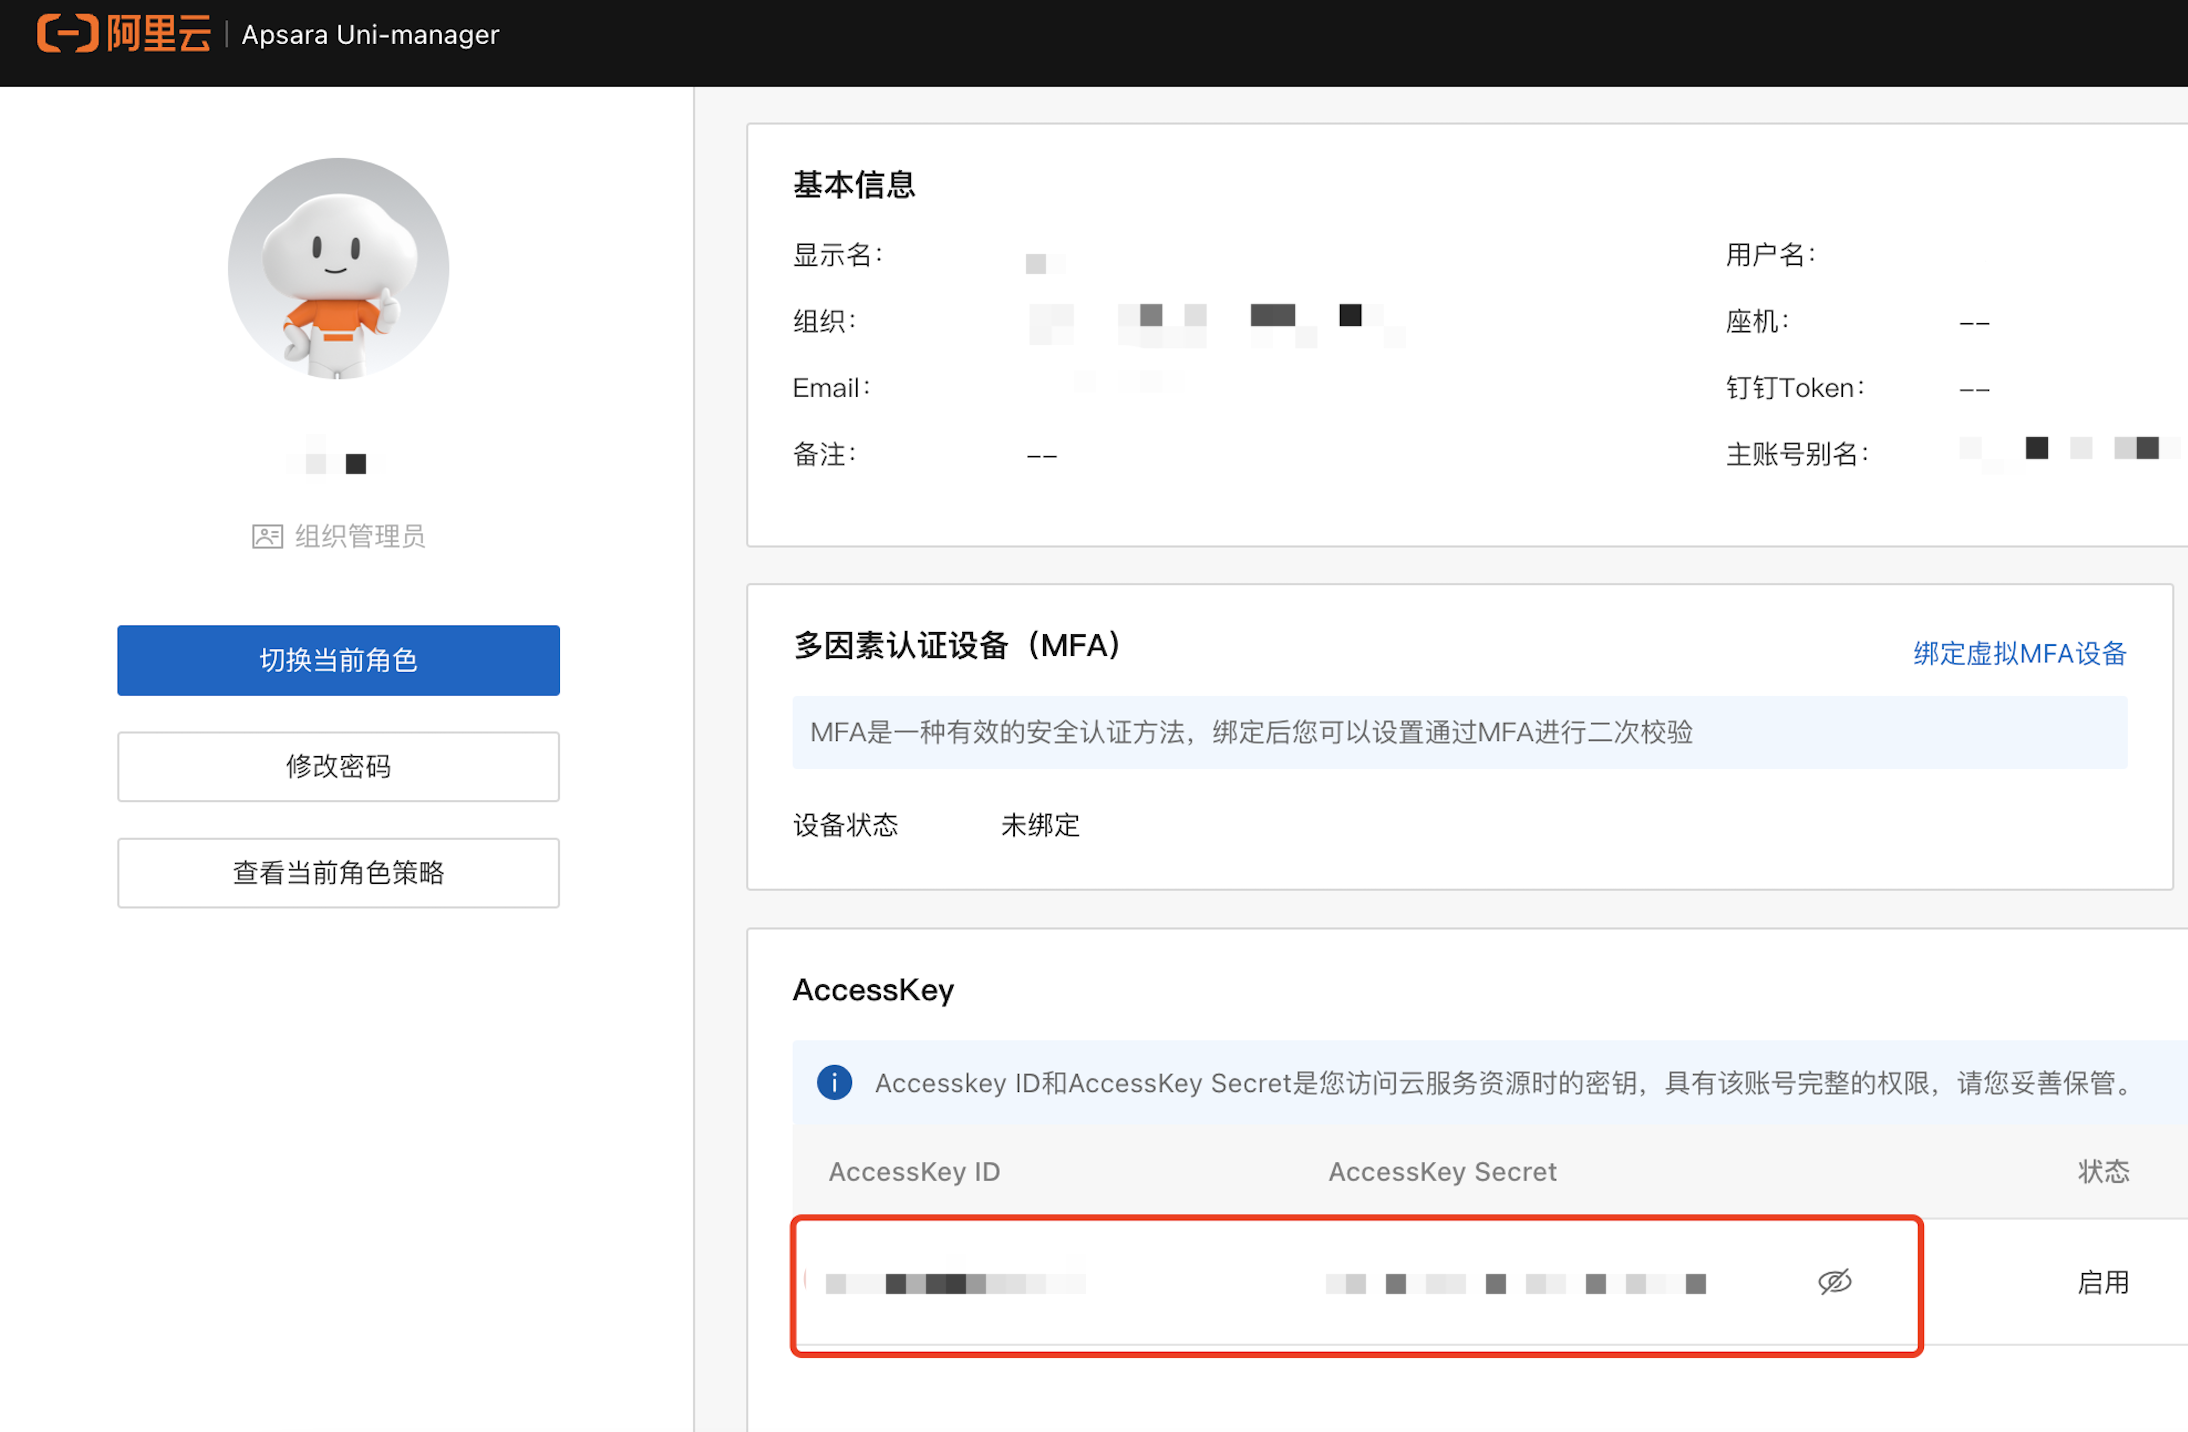 阿里云 | Apsara Uni-manager
组织管理员
切换当前角色
修改密码
查看当前角色策略
基本信息
显示名：
用户名：
组织：
座机： --
Email：
钉钉Token： --
备注： --
主账号别名：
多因素认证设备（MFA）
绑定虚拟MFA设备
MFA是一种有效的安全认证方法，绑定后您可以设置通过MFA进行二次校验
设备状态 未绑定
AccessKey
Accesskey ID和AccessKey Secret是您访问云服务资源时的密钥，具有该账号完整的权限，请您妥善保管。
AccessKey ID AccessKey Secret 状态
启用